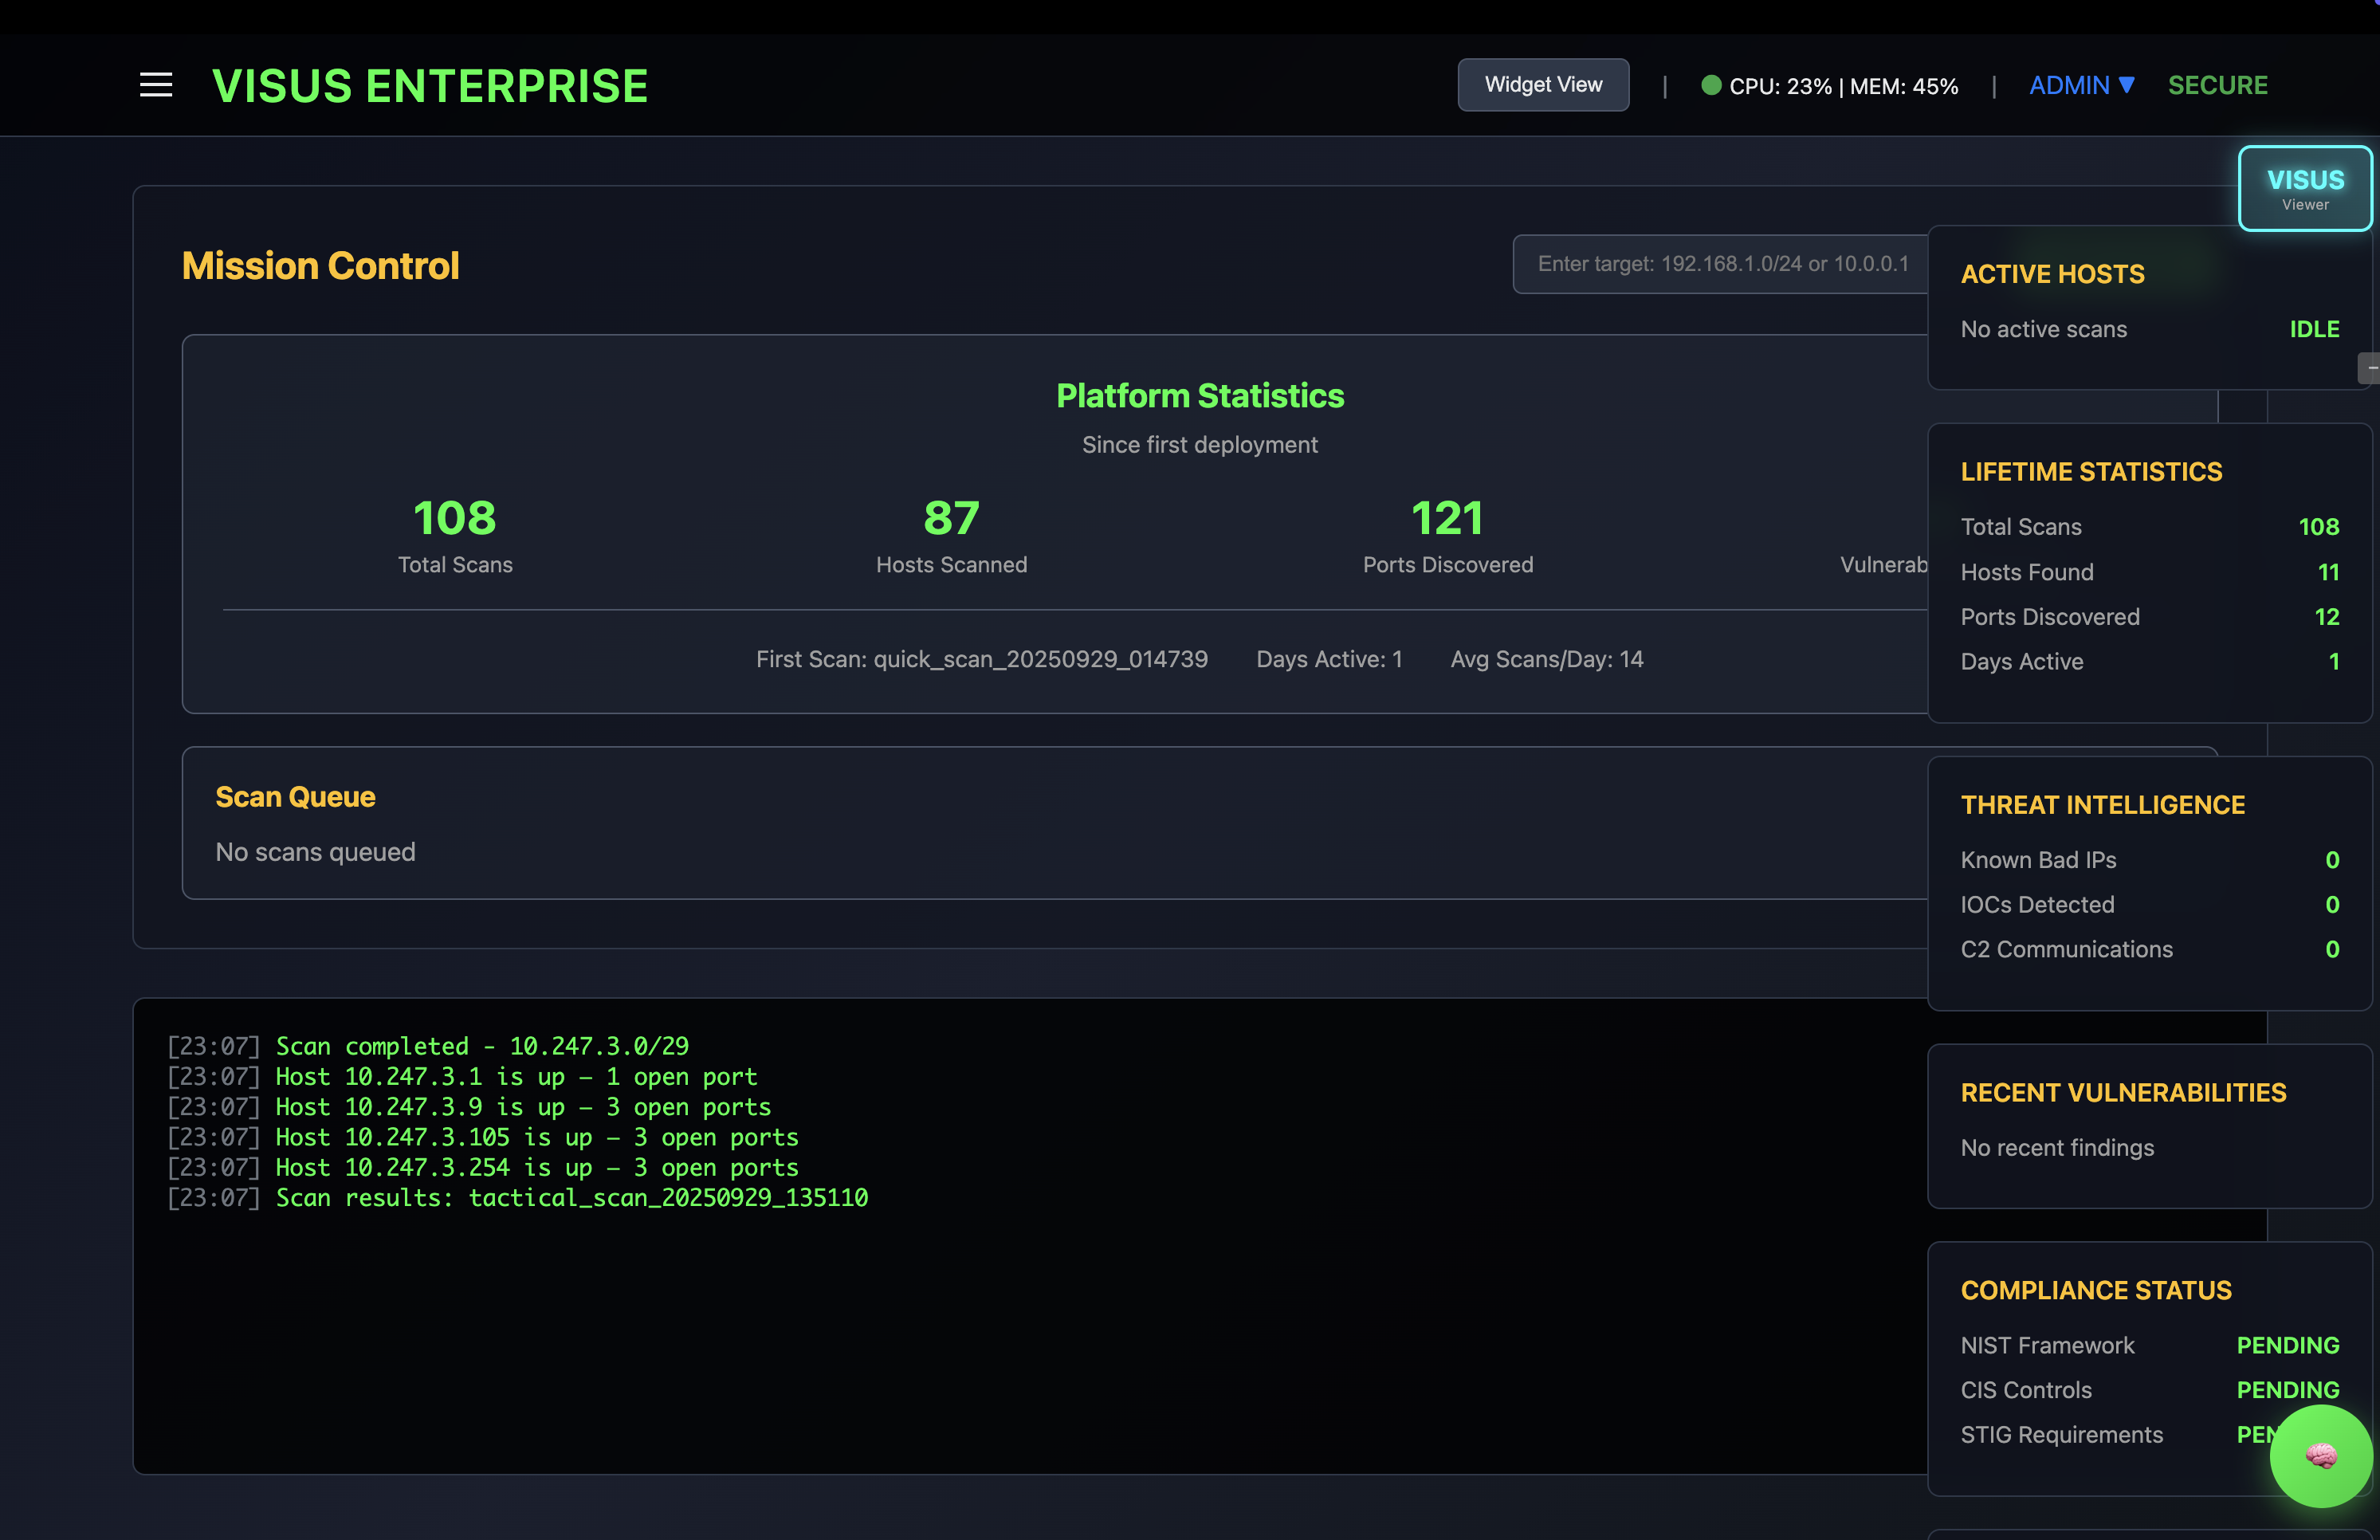 VISUS ENTERPRISE
Widget View | CPU: 23% | MEM: 45% | ADMIN ▼ SECURE
VISUS
Viewer
Mission Control
Enter target: 192.168.1.0/24 or 10.0.0.1
Platform Statistics
Since first deployment
108
Total Scans
87
Hosts Scanned
121
Ports Discovered
Vulnerab
First Scan: quick_scan_20250929_014739 Days Active: 1 Avg Scans/Day: 14
Scan Queue
No scans queued
[23:07] Scan completed - 10.247.3.0/29
[23:07] Host 10.247.3.1 is up – 1 open port
[23:07] Host 10.247.3.9 is up – 3 open ports
[23:07] Host 10.247.3.105 is up – 3 open ports
[23:07] Host 10.247.3.254 is up – 3 open ports
[23:07] Scan results: tactical_scan_20250929_135110
ACTIVE HOSTS
No active scans IDLE
LIFETIME STATISTICS
Total Scans 108
Hosts Found 11
Ports Discovered 12
Days Active 1
THREAT INTELLIGENCE
Known Bad IPs 0
IOCs Detected 0
C2 Communications 0
RECENT VULNERABILITIES
No recent findings
COMPLIANCE STATUS
NIST Framework PENDING
CIS Controls PENDING
STIG Requirements PEN